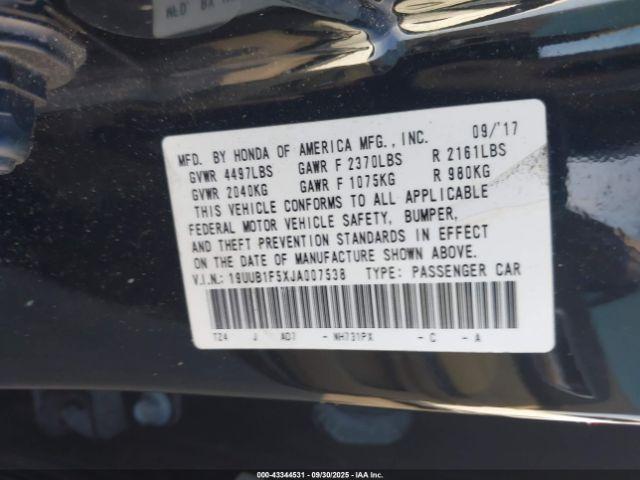 MFD. BY HONDA OF AMERICA MFG., INC. 09/'17
GVWR 4497LBS GAWR F 2370LBS R 2161LBS
GVWR 2040KG GAWR F 1075KG R 980KG
THIS VEHICLE CONFORMS TO ALL APPLICABLE
FEDERAL MOTOR VEHICLE SAFETY, BUMPER,
AND THEFT PREVENTION STANDARDS IN EFFECT
ON THE DATE OF MANUFACTURE SHOWN ABOVE.
V.I.N.: 19UUB1F5XJA007538 TYPE: PASSENGER CAR
TZ4 J AD7 - NH731PX - C - A
000-43344531 - 09/30/2025 - IAA Inc.